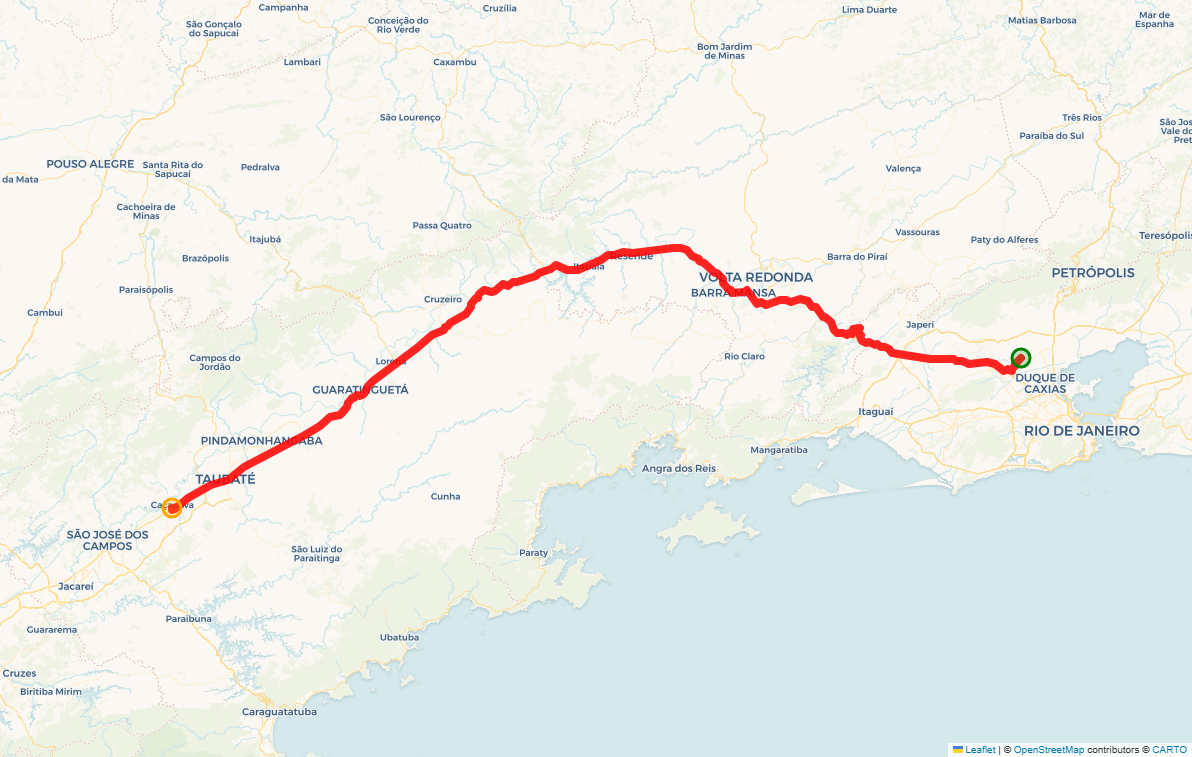 Campanha
Cruzília
Lima Duarte
São Gonçalo
do Sapucaí
Conceição do
Rio Verde
Matias Barbosa
Mar de
Espanha
Lambari
Caxambu
Bom Jardim
de Minas
São Lourenço
Três Rios
Paraíba do Sul
São Jos
Vale do
Pret
POUSO ALEGRE
Santa Rita do
Sapucaí
Pedralva
da Mata
Valença
Cachoeira de
Minas
Passa Quatro
Itajubá
Vassouras
Paty do Alferes
Teresópolis
Brazópolis
Resende
Itatiaia
Barra do Piraí
PETRÓPOLIS
VOLTA REDONDA
BARRA MANSA
Paraisópolis
Cruzeiro
Cambui
Japeri
Campos do
Jordão
Lorena
Rio Claro
GUARATINGUETÁ
DUQUE DE
CAXIAS
Itaguaí
RIO DE JANEIRO
PINDAMONHANGABA
Mangaratiba
TAUBATÉ
Angra dos Reis
Caçapava
Cunha
SÃO JOSÉ DOS
CAMPOS
São Luiz do
Paraitinga
Paraty
Jacareí
Paraibuna
Guararema
Ubatuba
Cruzes
Biritiba Mirim
Caraguatatuba
Leaflet | © OpenStreetMap contributors © CARTO